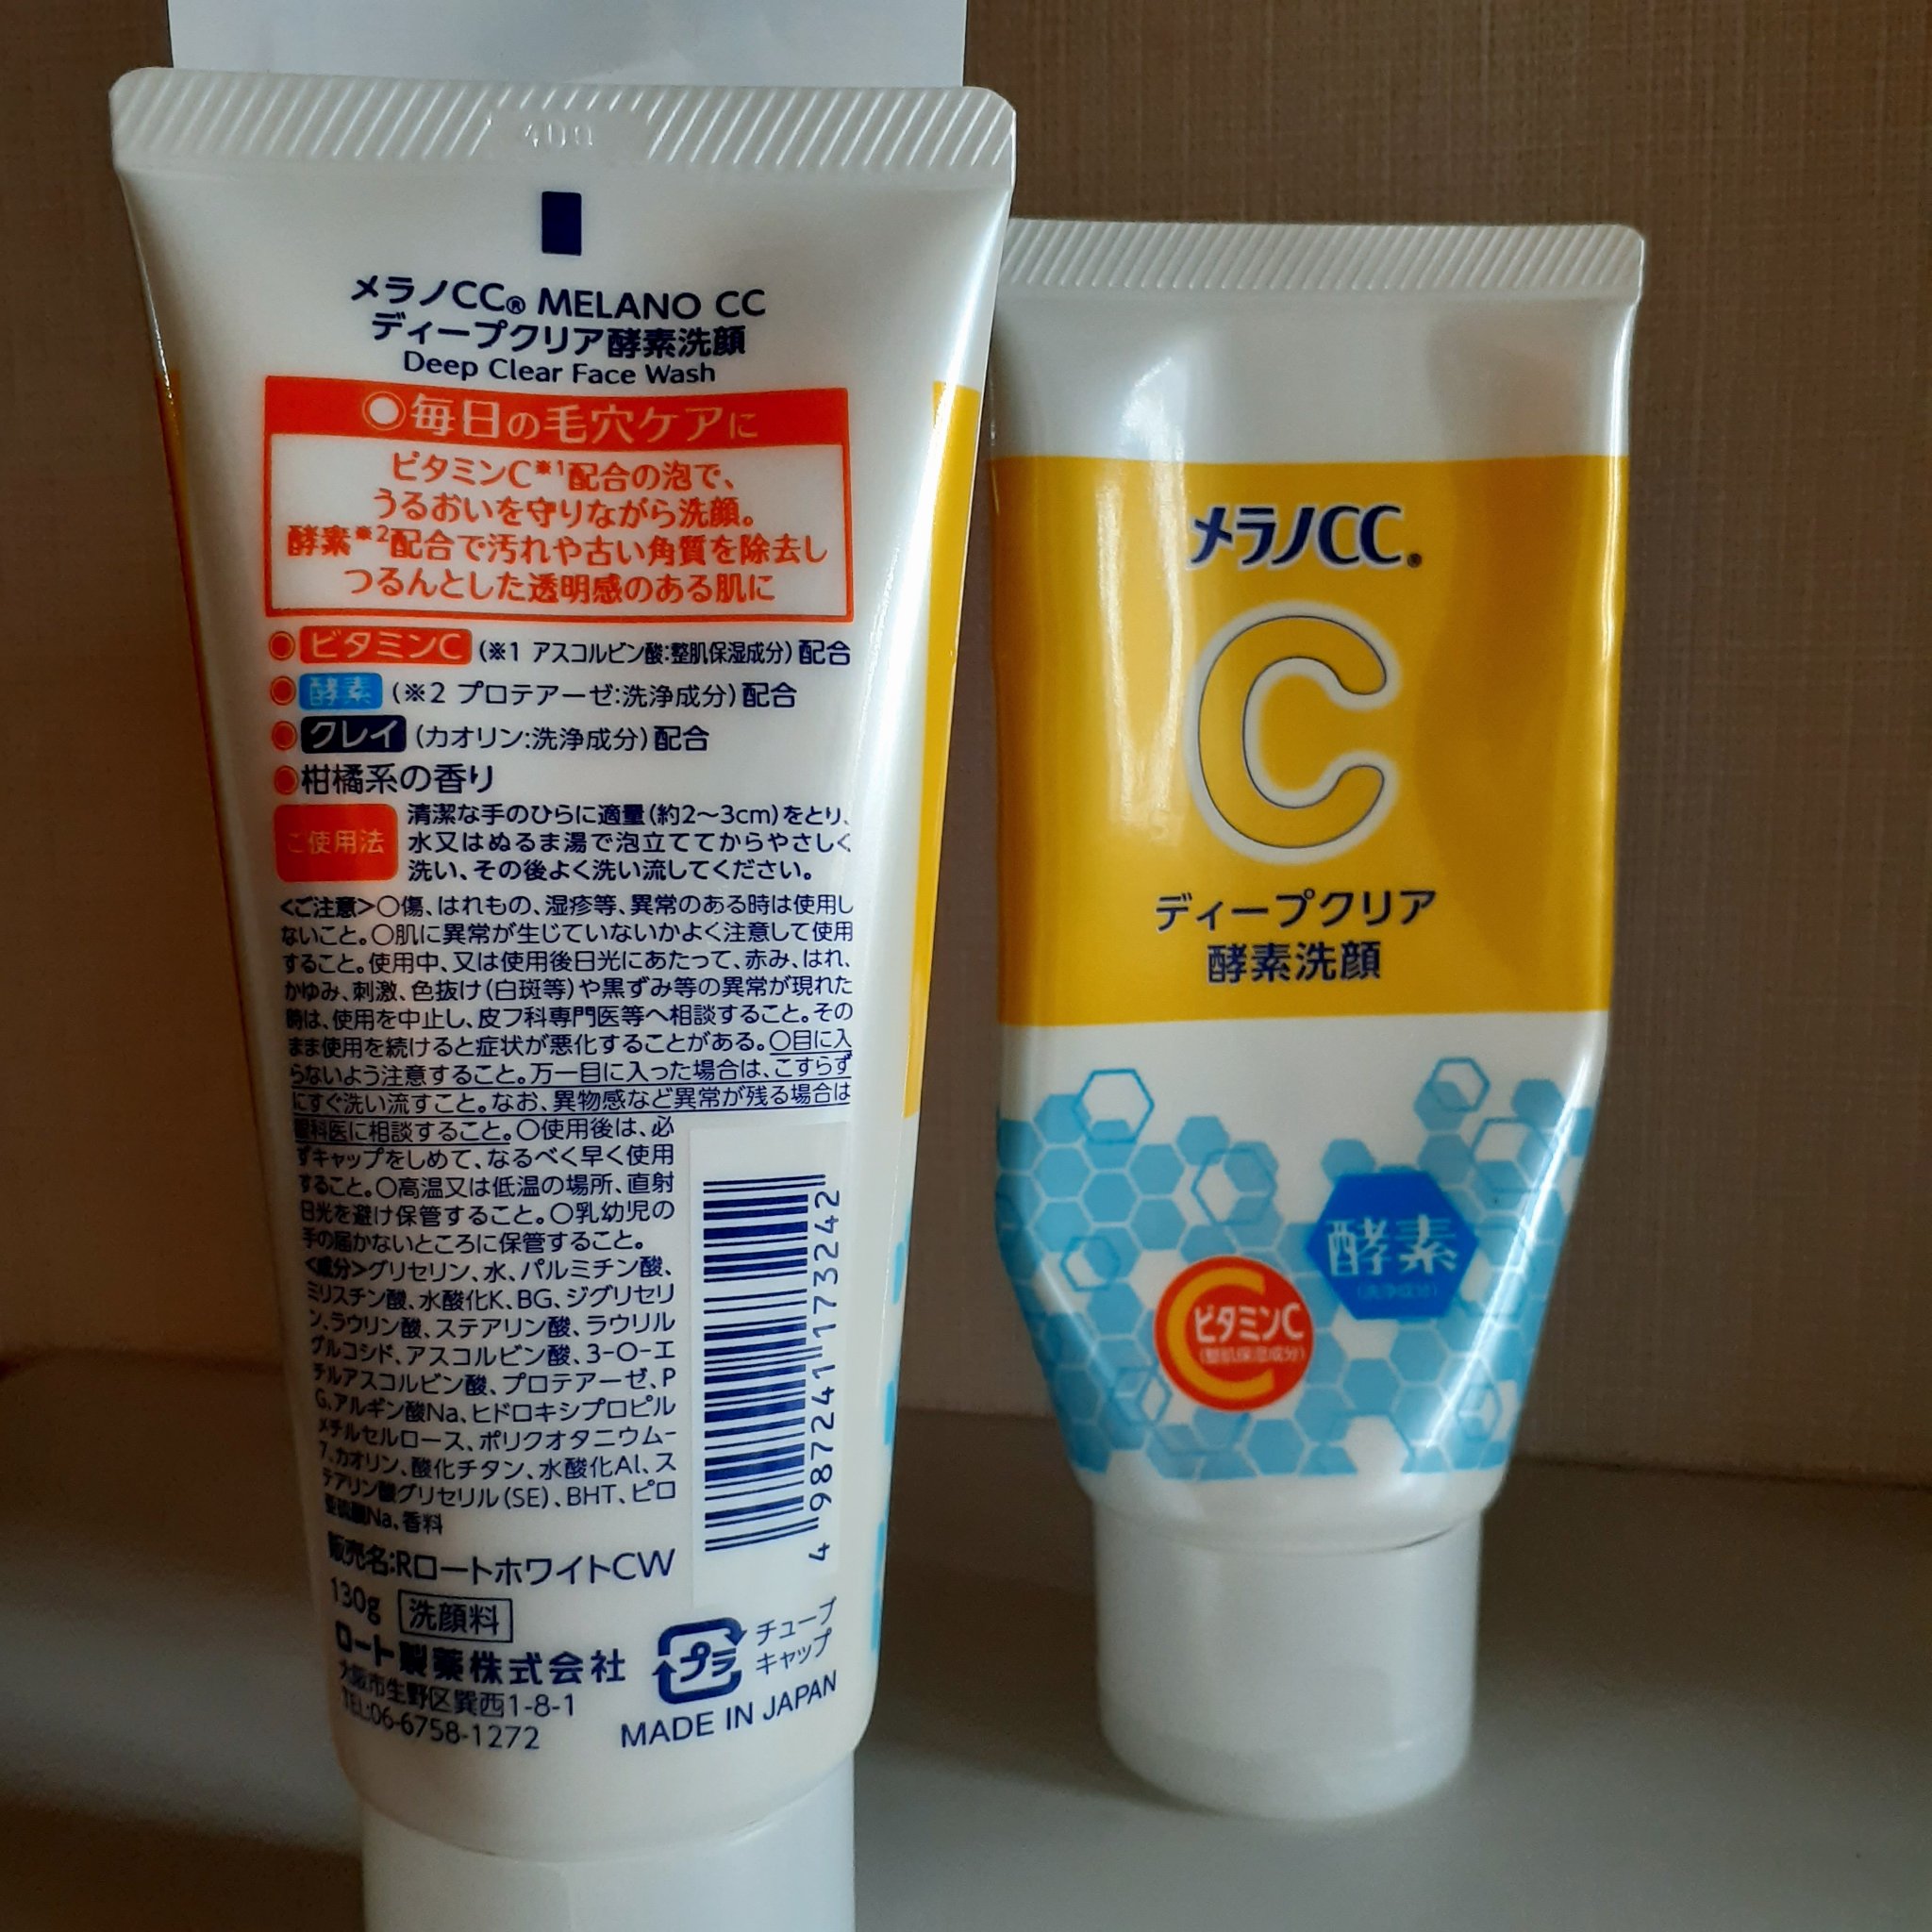 メラノCC® MELANO CC
ディープクリア酵素洗顔
Deep Clear Face Wash
◎毎日の毛穴ケアに
ビタミンC※1配合の泡で、
うるおいを守りながら洗顔。
酵素※2配合で汚れや古い角質を除去し
つるんとした透明感のある肌に
ビタミンC (※1 アスコルビン酸:整肌保湿成分)配合
酵素 (※2 プロテアーゼ:洗浄成分)配合
クレイ (カオリン:洗浄成分)配合
柑橘系の香り
ご使用法
清潔な手のひらに適量(約2〜3cm)をとり、
水又はぬるま湯で泡立ててからやさしく
洗い、その後よく洗い流してください。
<ご注意>○傷、はれもの、湿疹等、異常のある時は使用し
ないこと。○肌に異常が生じていないかよく注意して使用
すること。使用中、又は使用後日光にあたって、赤み、はれ、
かゆみ、刺激、色抜け(白斑等)や黒ずみ等の異常が現れた
時は、使用を中止し、皮フ科専門医等へ相談すること。その
まま使用を続けると症状が悪化することがある。○目に入
らないよう注意すること。万一目に入った場合は、こすらず
にすぐ洗い流すこと。なお、異物感など異常が残る場合は
眼科医に相談すること。○使用後は、必
ずキャップをしめて、なるべく早く使用
すること。○高温又は低温の場所、直射
日光を避け保管すること。○乳幼児の
手の届かないところに保管すること。
<成分>グリセリン、水、パルミチン酸、
ミリスチン酸、水酸化K、BG、ジグリセリ
ン、ラウリン酸、ステアリン酸、ラウリル
グルコシド、アスコルビン酸、3-O-エ
チルアスコルビン酸、プロテアーゼ、P
G、アルギン酸Na、ヒドロキシプロピル
メチルセルロース、ポリクオタニウム-
7、カオリン、酸化チタン、水酸化Al、ス
テアリン酸グリセリル(SE)、BHT、ピロ
亜硫酸Na、香料
販売名:RロートホワイトCW
130g 洗顔料
ロート製薬株式会社
大阪市生野区巽西1-8-1
TEL:06-6758-1272
4 987241 173242
プラ
チューブ
キャップ
MADE IN JAPAN
メラノCC®
C
ディープクリア
酵素洗顔
酵素
(洗浄成分)
ビタミンC
(整肌保湿成分)